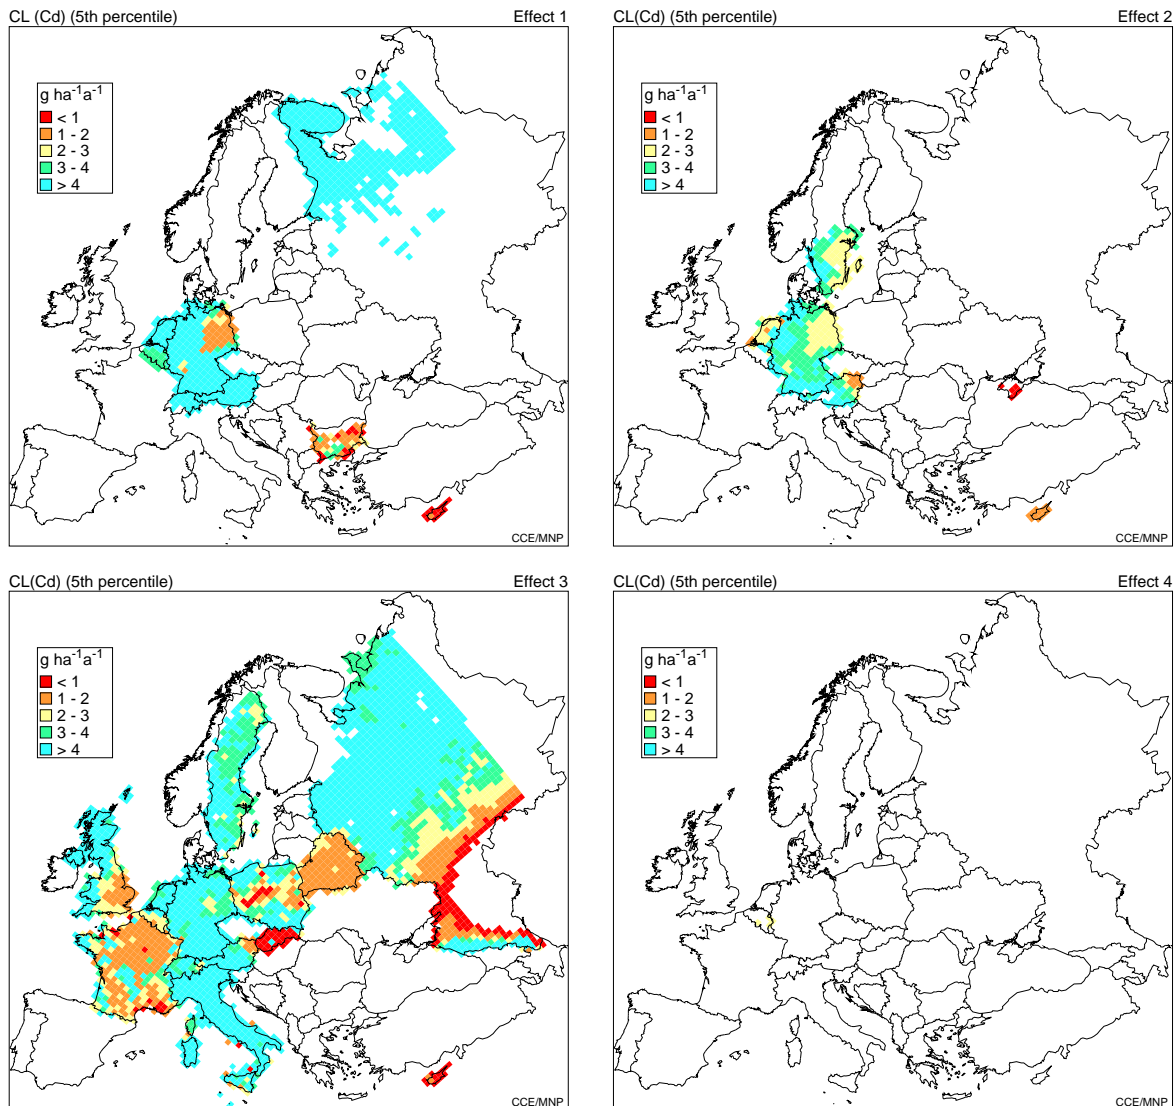 CL (Cd) (5th percentile) Effect 1
g ha⁻¹a⁻¹
< 1
1 - 2
2 - 3
3 - 4
> 4
CCE/MNP
CL(Cd) (5th percentile) Effect 2
g ha⁻¹a⁻¹
< 1
1 - 2
2 - 3
3 - 4
> 4
CCE/MNP
CL(Cd) (5th percentile) Effect 3
g ha⁻¹a⁻¹
< 1
1 - 2
2 - 3
3 - 4
> 4
CCE/MNP
CL(Cd) (5th percentile) Effect 4
g ha⁻¹a⁻¹
< 1
1 - 2
2 - 3
3 - 4
> 4
CCE/MNP